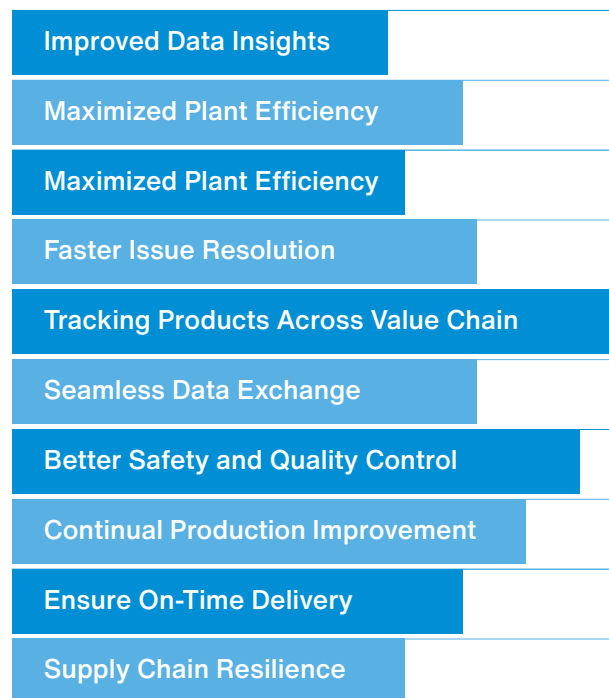 Improved Data Insights
Maximized Plant Efficiency
Maximized Plant Efficiency
Faster Issue Resolution
Tracking Products Across Value Chain
Seamless Data Exchange
Better Safety and Quality Control
Continual Production Improvement
Ensure On-Time Delivery
Supply Chain Resilience